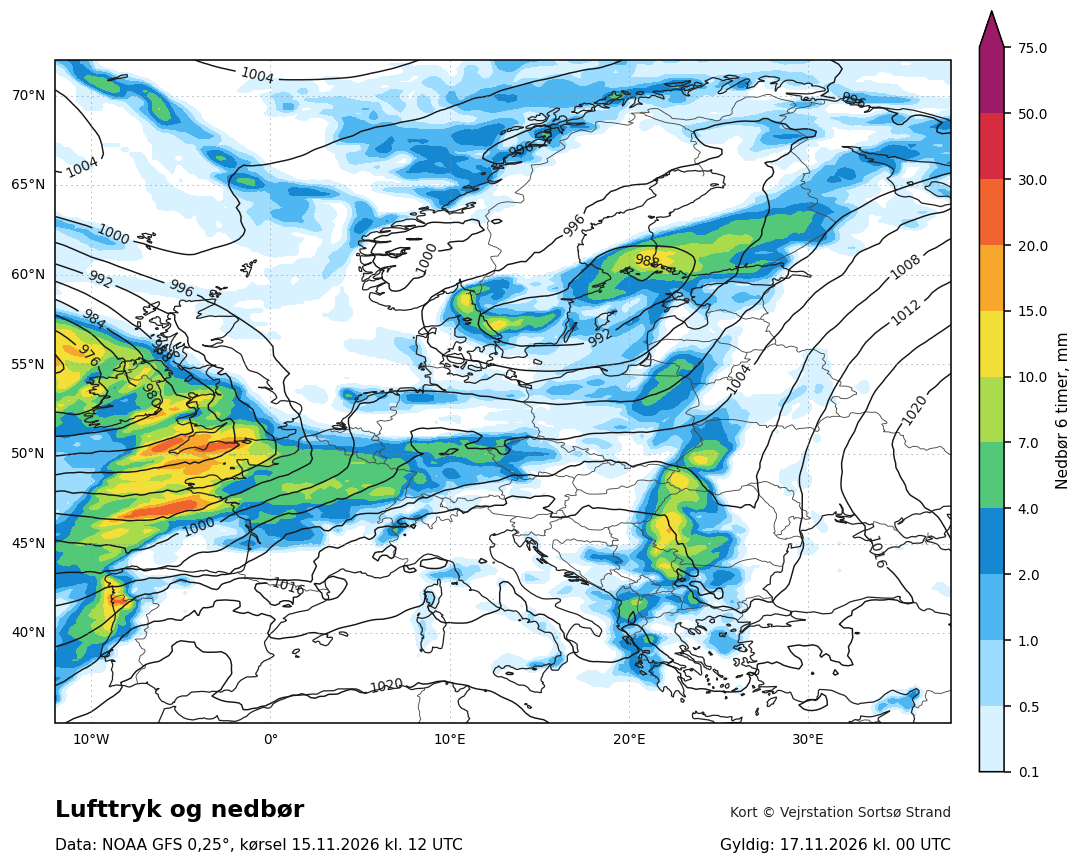 1004
1004
1000
992
984
976
980
996
1000
996
996
988
992
1004
1008
1012
1020
1016
1000
1016
1020
70°N
65°N
60°N
55°N
50°N
45°N
40°N
10°W
0°
10°E
20°E
30°E
75.0
50.0
30.0
20.0
15.0
10.0
7.0
4.0
2.0
1.0
0.5
0.1
Nedbør 6 timer, mm
Lufttryk og nedbør
Kort © Vejrstation Sortsø Strand
Data: NOAA GFS 0,25°, kørsel 15.11.2026 kl. 12 UTC
Gyldig: 17.11.2026 kl. 00 UTC